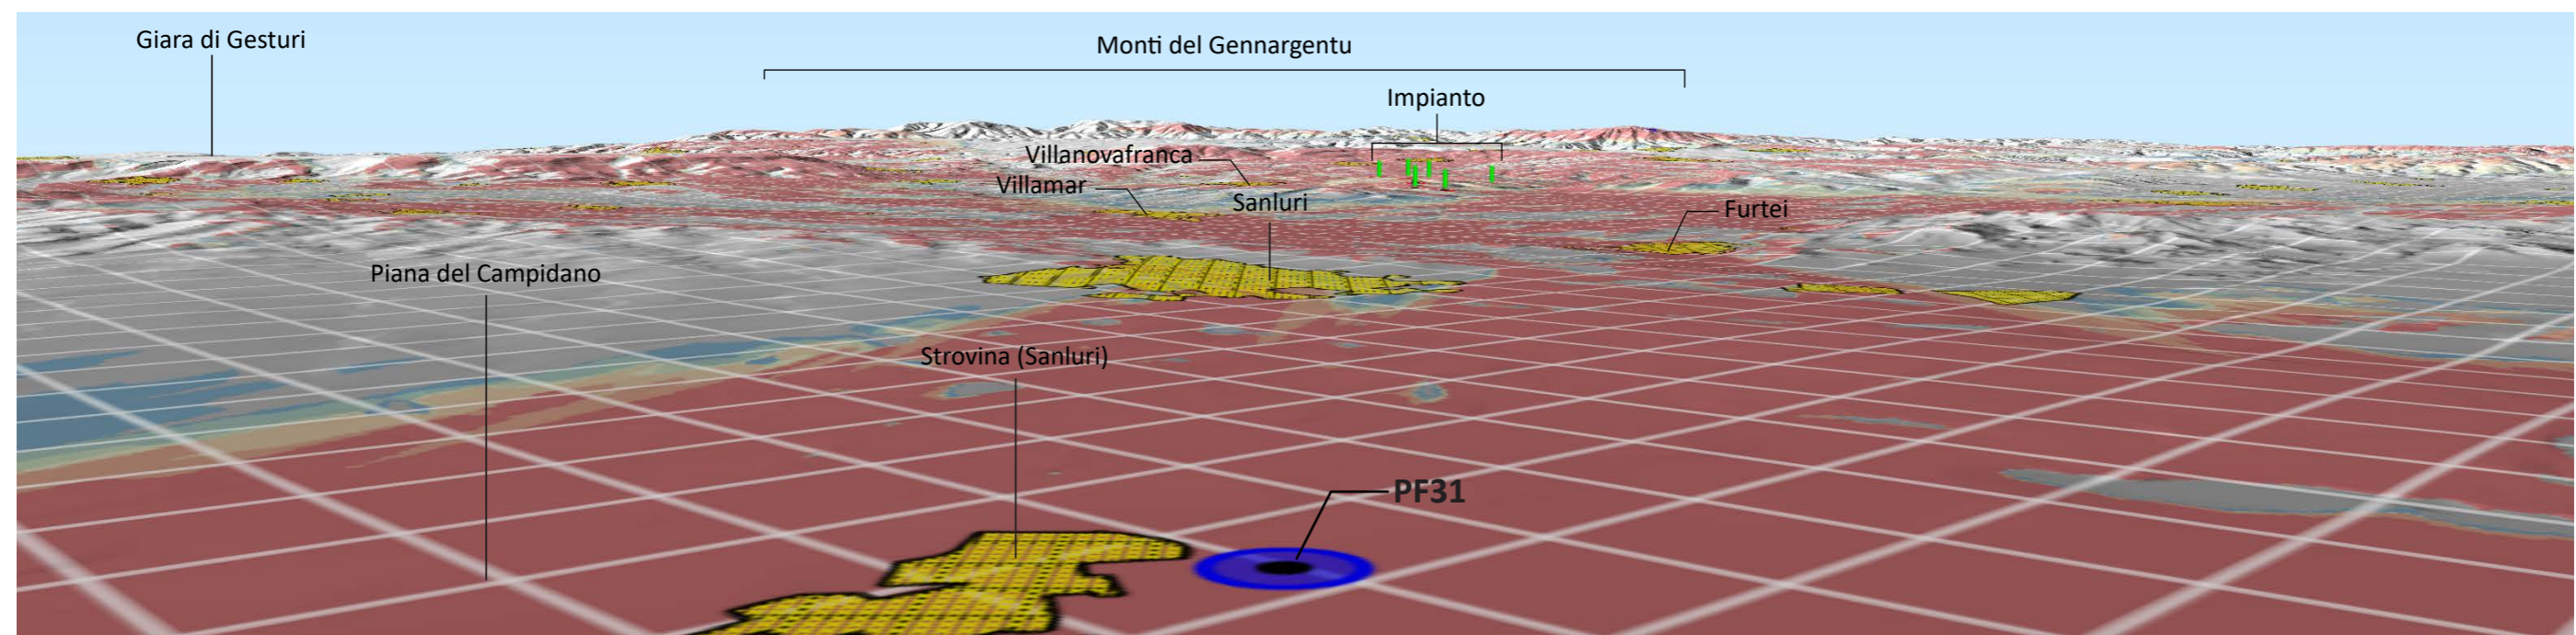 Giara di Gesturi
Monti del Gennargentu
Impianto
Villanovafranca
Villamar
Sanluri
Furtei
Piana del Campidano
Strovina (Sanluri)
PF31